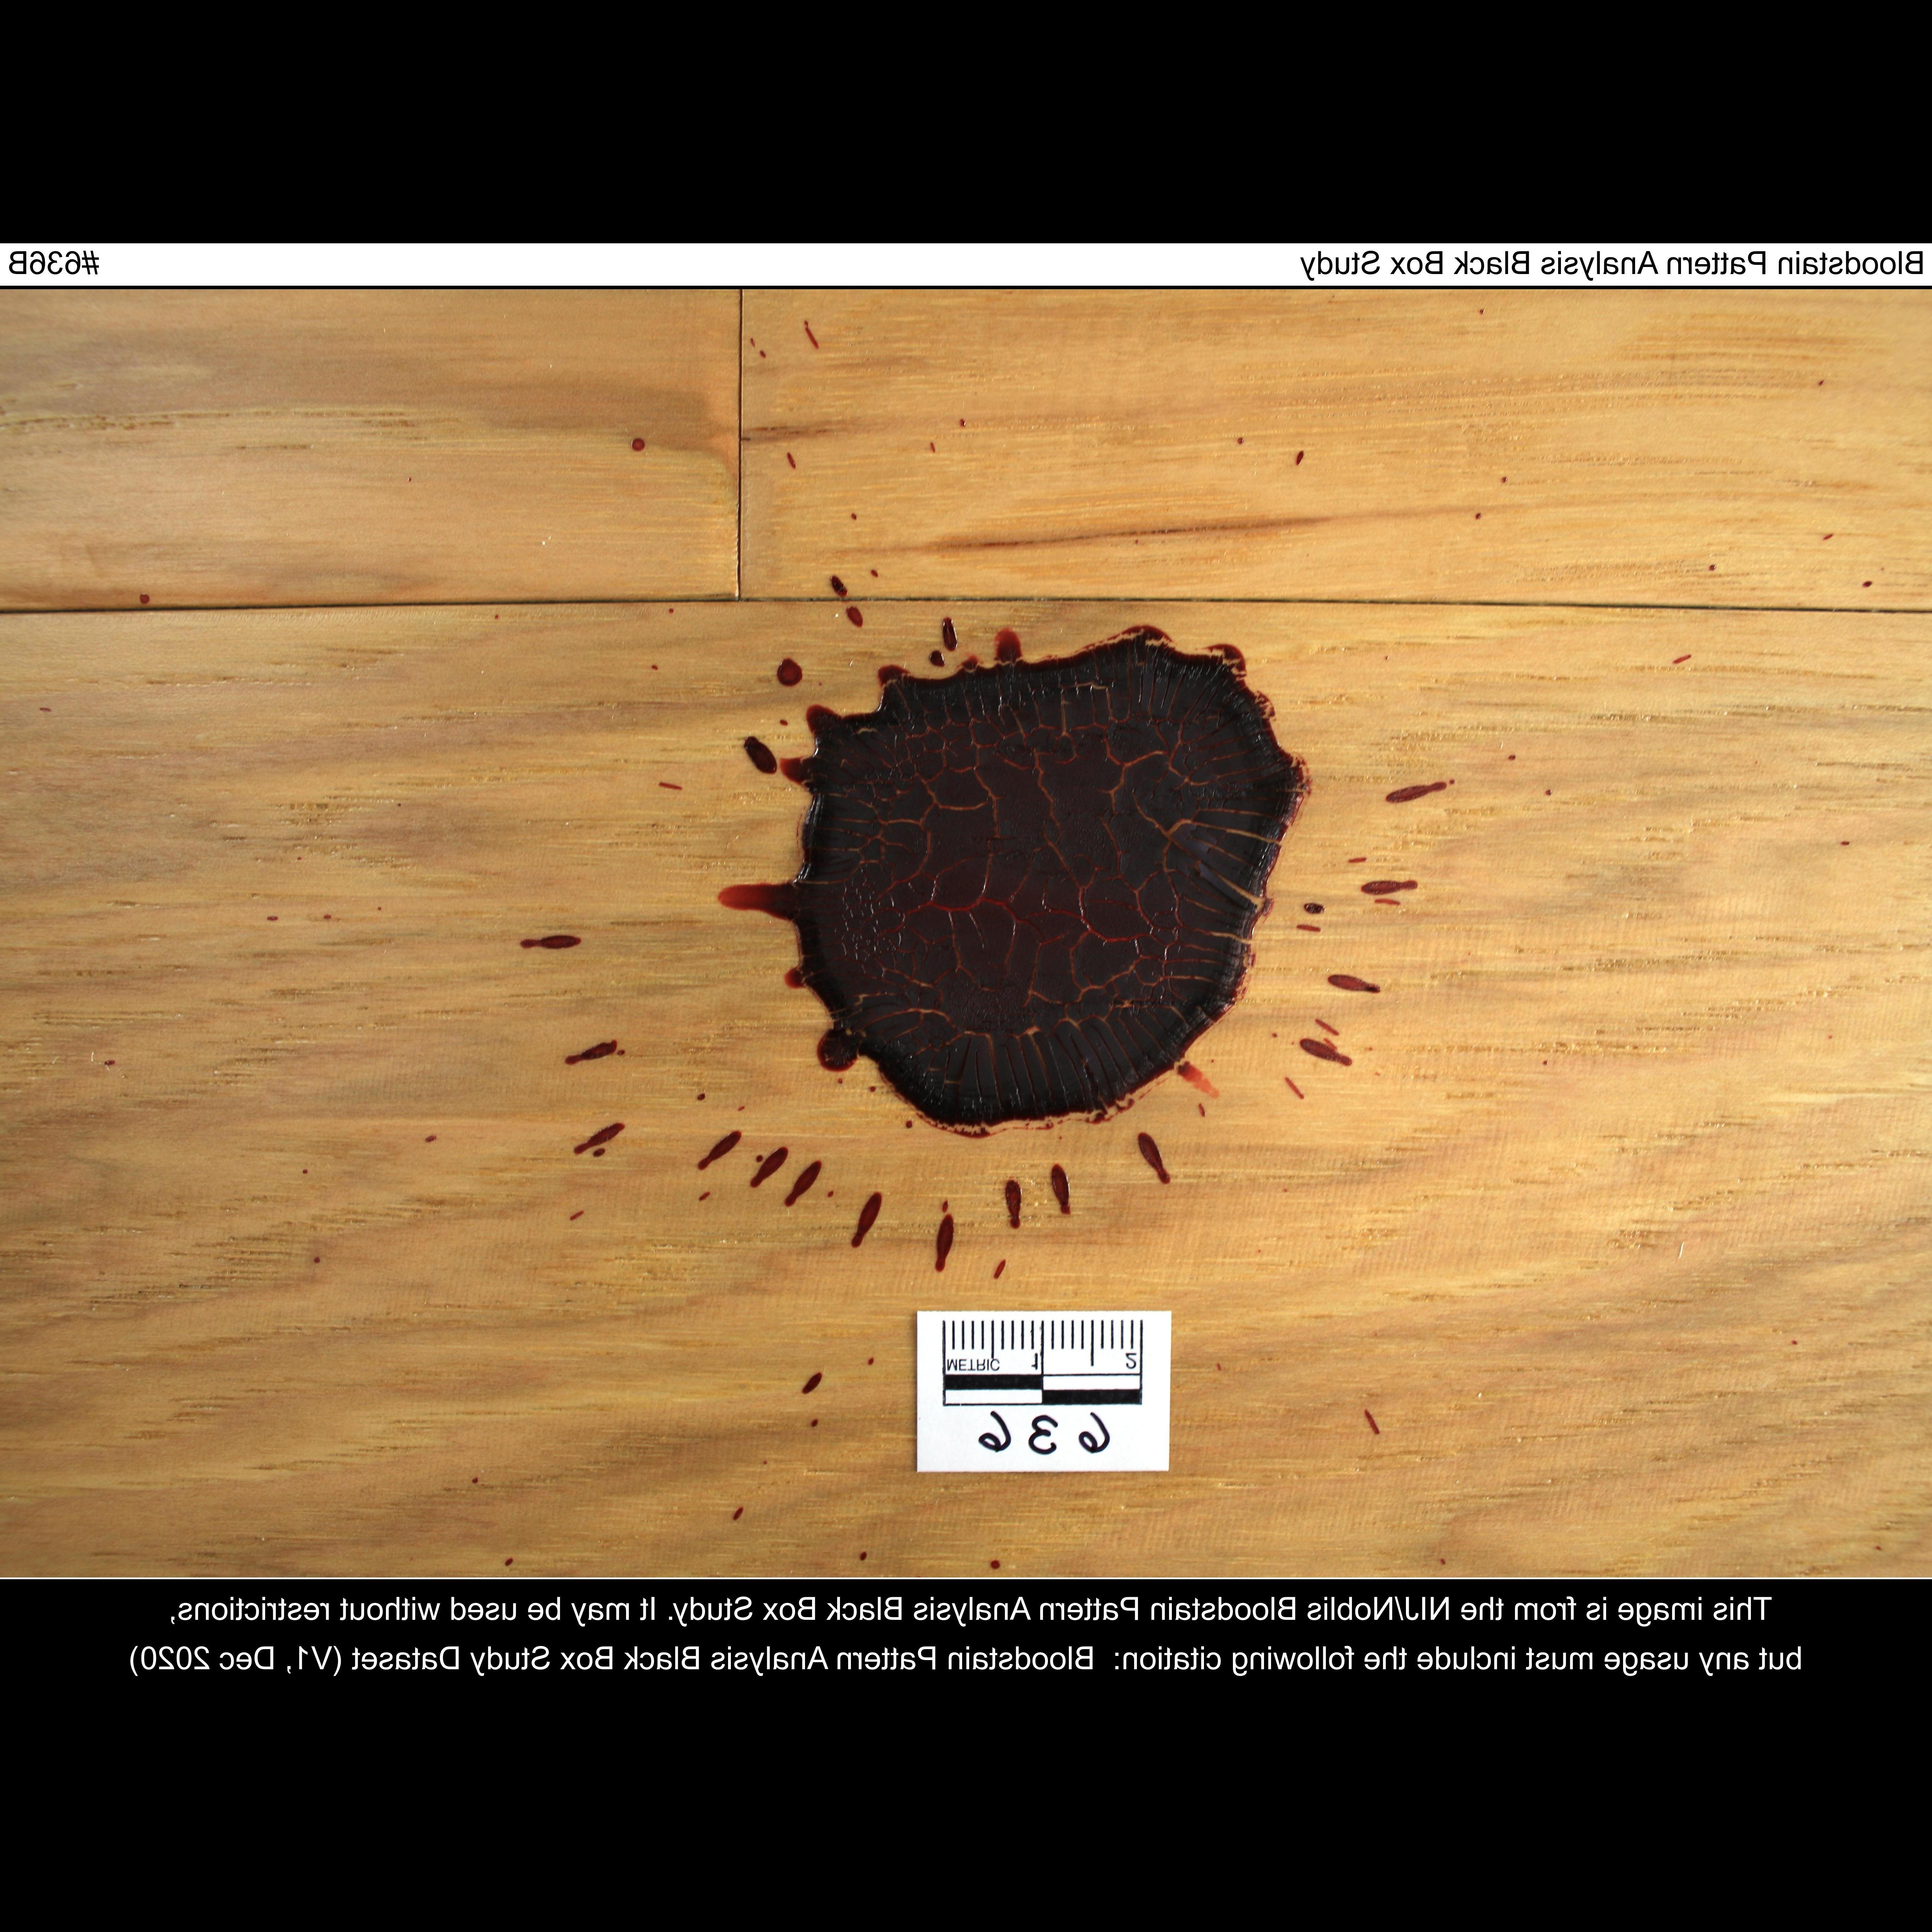 Bloodstain Pattern Analysis Black Box Study #636B
METRIC 1 2
636
This image is from the NIJ/Noblis Bloodstain Pattern Analysis Black Box Study. It may be used without restrictions,
but any usage must include the following citation: Bloodstain Pattern Analysis Black Box Study Dataset (V1, Dec 2020)